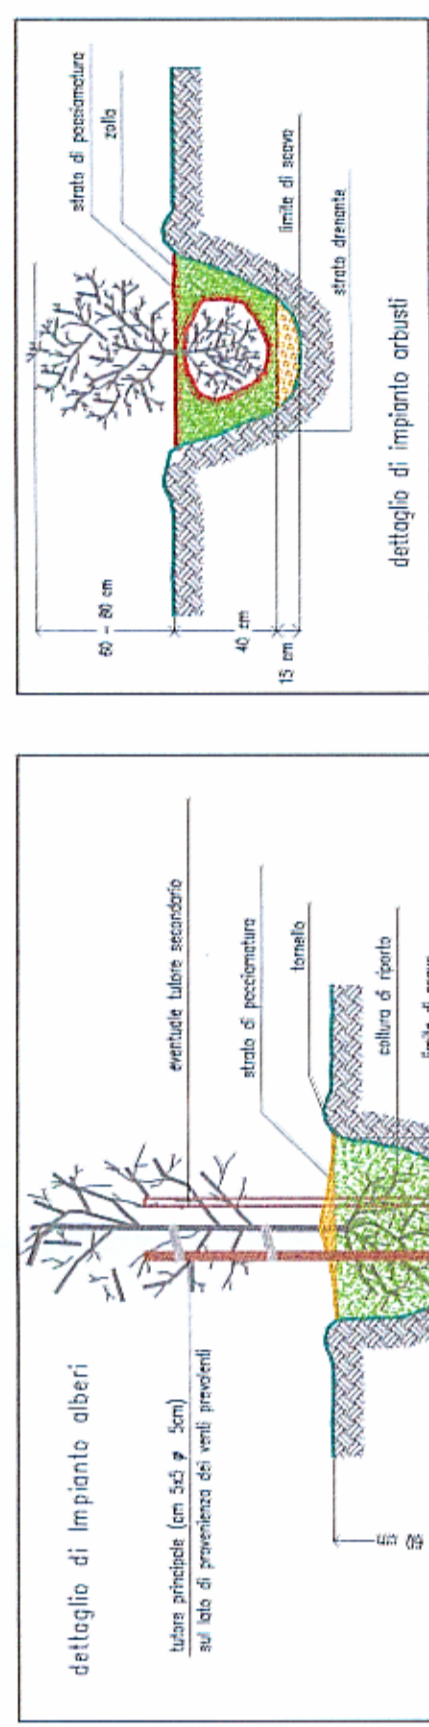 dettaglio di Impianto alberi
tutore principale (cm 5x5 φ 5cm)
sul lato di provenienza dei venti prevalenti
eventuale tutore secondario
strato di pacciamatura
tornello
coltura di riporto
60 - 80 cm
40 cm
15 cm
strato di pacciamatura
zolla
limite di scavo
strato drenante
dettaglio di impianto arbusti